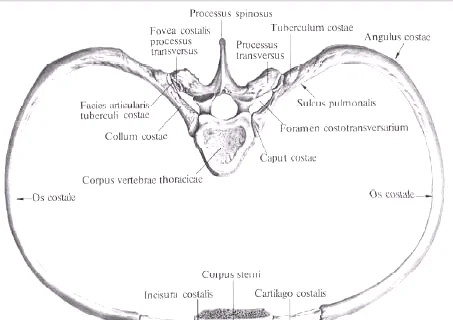 Processus spinosus
Fovea costalis
processus
transversus
Processus
transversus
Tuberculum costae
Angulus costae
Facies articularis
tuberculi costae
Sulcus pulmonalis
Collum costae
Foramen costotransversarium
Caput costae
Corpus vertebrae thoracicae
Os costale
Os costale
Corpus sterni
Incisura costalis
Cartilago costalis